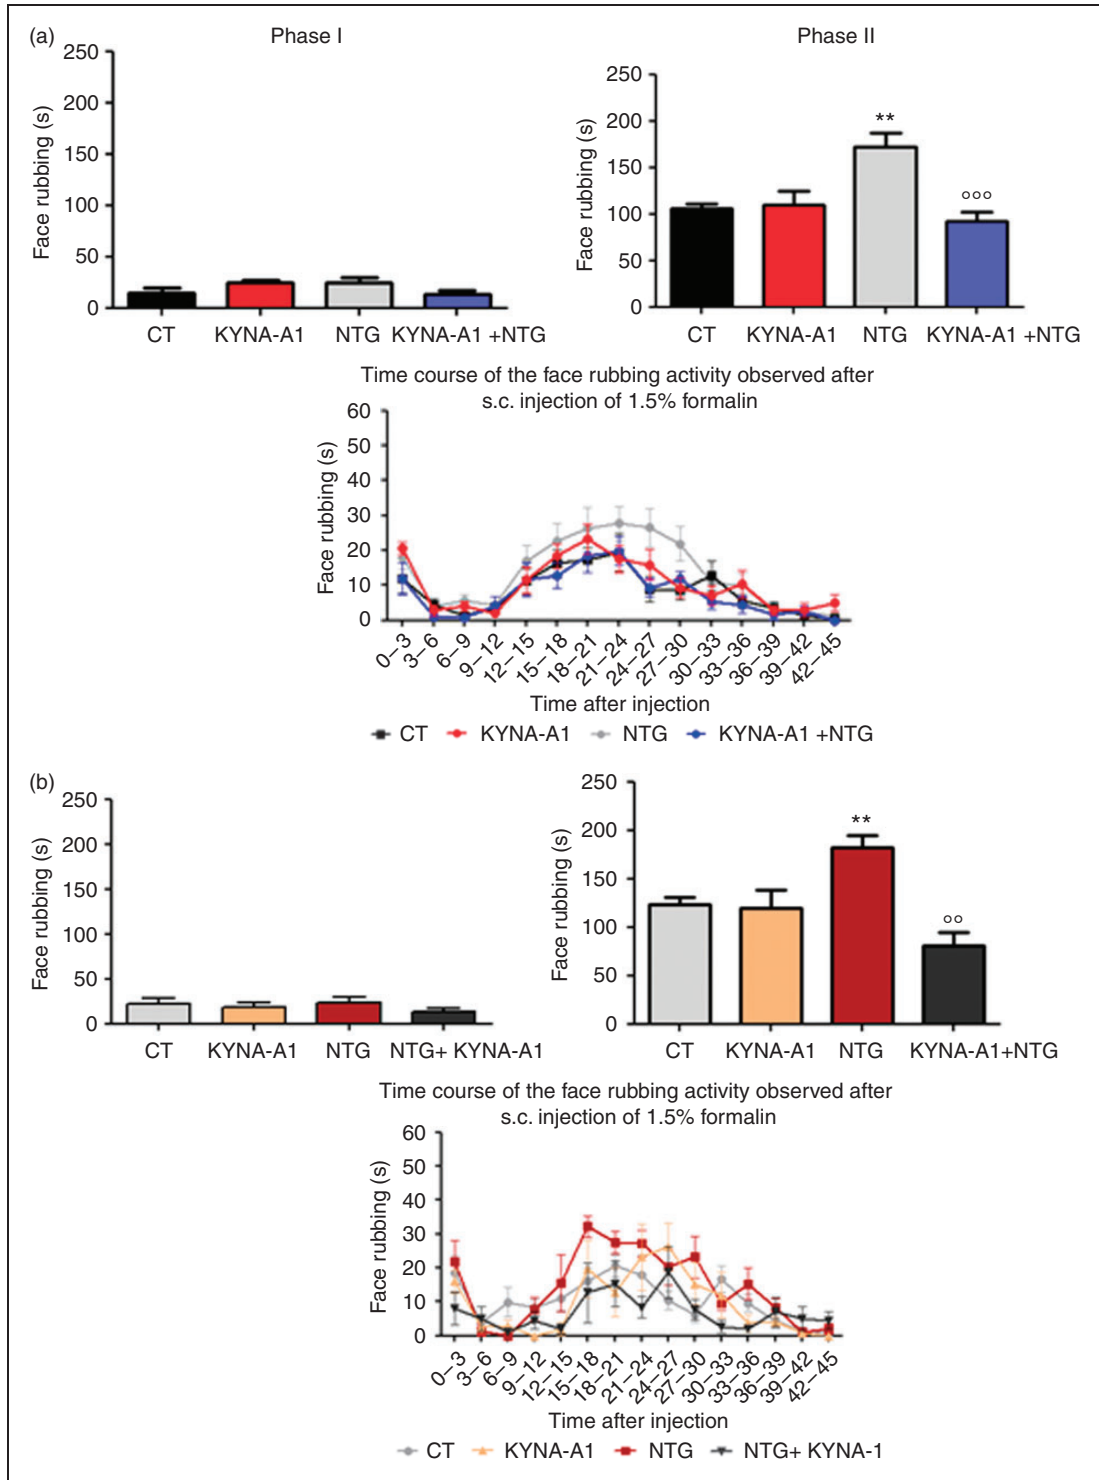 (a)
Phase I
Phase II
Face rubbing (s)
250
200
150
100
50
0
CT KYNA-A1 NTG KYNA-A1 +NTG
Face rubbing (s)
250
200
150
100
50
0
**
°°°
CT KYNA-A1 NTG KYNA-A1 +NTG
Time course of the face rubbing activity observed after
s.c. injection of 1.5% formalin
Face rubbing (s)
60
50
40
30
20
10
0
0–3 3–6 6–9 9–12 12–15 15–18 18–21 21–24 24–27 27–30 30–33 33–36 36–39 39–42 42–45
Time after injection
CT KYNA-A1 NTG KYNA-A1 +NTG
(b)
Face rubbing (s)
250
200
150
100
50
0
CT KYNA-A1 NTG NTG+ KYNA-A1
Face rubbing (s)
250
200
150
100
50
0
**
°°
CT KYNA-A1 NTG KYNA-A1+NTG
Time course of the face rubbing activity observed after
s.c. injection of 1.5% formalin
Face rubbing (s)
60
50
40
30
20
10
0
0–3 3–6 6–9 9–12 12–15 15–18 18–21 21–24 24–27 27–30 30–33 33–36 36–39 39–42 42–45
Time after injection
CT KYNA-A1 NTG NTG+ KYNA-1